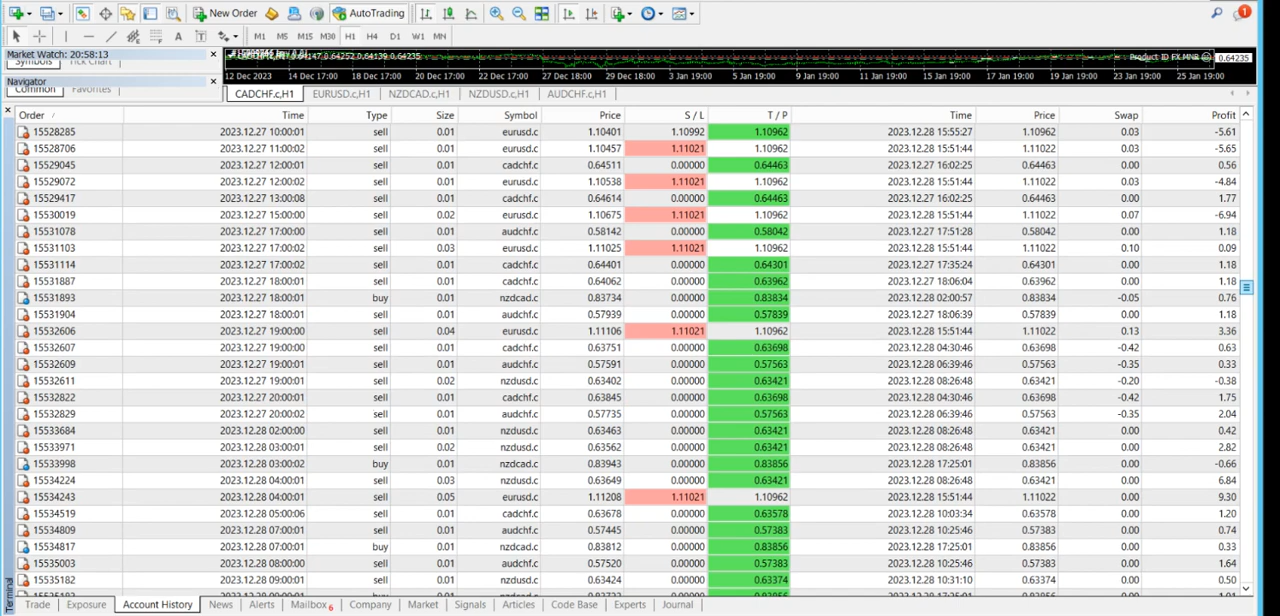 New Order AutoTrading 1
A T M1 M5 M15 M30 H1 H4 D1 W1 MN
Market Watch: 20:58:13
Symbols Tick Chart
Navigator
Common Favorites
0.64147 0.64252 0.64139 0.64235 Product ID FX MNR 0.64235
12 Dec 2023 14 Dec 17:00 18 Dec 17:00 20 Dec 17:00 22 Dec 17:00 27 Dec 18:00 29 Dec 18:00 3 Jan 19:00 5 Jan 19:00 9 Jan 19:00 11 Jan 19:00 15 Jan 19:00 17 Jan 19:00 19 Jan 19:00 23 Jan 19:00 25 Jan 19:00
CADCHF.c,H1 EURUSD.c,H1 NZDCAD.c,H1 NZDUSD.c,H1 AUDCHF.c,H1
Order / Time Type Size Symbol Price S / L T / P Time Price Swap Profit
15528285 2023.12.27 10:00:01 sell 0.01 eurusd.c 1.10401 1.10992 1.10962 2023.12.28 15:55:27 1.10962 0.03 -5.61
15528706 2023.12.27 11:00:02 sell 0.01 eurusd.c 1.10457 1.11021 1.10962 2023.12.28 15:51:44 1.11022 0.03 -5.65
15529045 2023.12.27 12:00:00 sell 0.01 cadchf.c 0.64511 0.00000 0.64463 2023.12.27 16:02:25 0.64463 0.00 0.56
15529072 2023.12.27 12:00:02 sell 0.01 eurusd.c 1.10538 1.11021 1.10962 2023.12.28 15:51:44 1.11022 0.03 -4.84
15529417 2023.12.27 13:00:08 sell 0.01 cadchf.c 0.64614 0.00000 0.64463 2023.12.27 16:02:25 0.64463 0.00 1.77
15530019 2023.12.27 15:00:00 sell 0.02 eurusd.c 1.10675 1.11021 1.10962 2023.12.28 15:51:44 1.11022 0.07 -6.94
15531078 2023.12.27 17:00:00 sell 0.01 audchf.c 0.58142 0.00000 0.58042 2023.12.27 17:51:28 0.58042 0.00 1.18
15531103 2023.12.27 17:00:02 sell 0.03 eurusd.c 1.11025 1.11021 1.10962 2023.12.28 15:51:44 1.11022 0.10 0.09
15531114 2023.12.27 17:00:02 sell 0.01 cadchf.c 0.64401 0.00000 0.64301 2023.12.27 17:35:24 0.64301 0.00 1.18
15531887 2023.12.27 18:00:01 sell 0.01 cadchf.c 0.64062 0.00000 0.63962 2023.12.27 18:06:04 0.63962 0.00 1.18
15531893 2023.12.27 18:00:01 buy 0.01 nzdcad.c 0.83734 0.00000 0.83834 2023.12.28 02:00:57 0.83834 -0.05 0.76
15531904 2023.12.27 18:00:01 sell 0.01 audchf.c 0.57939 0.00000 0.57839 2023.12.27 18:06:39 0.57839 0.00 1.18
15532606 2023.12.27 19:00:00 sell 0.04 eurusd.c 1.11106 1.11021 1.10962 2023.12.28 15:51:44 1.11022 0.13 3.36
15532607 2023.12.27 19:00:00 sell 0.01 cadchf.c 0.63751 0.00000 0.63698 2023.12.28 04:30:46 0.63698 -0.42 0.63
15532609 2023.12.27 19:00:01 sell 0.01 audchf.c 0.57591 0.00000 0.57563 2023.12.28 06:39:46 0.57563 -0.35 0.33
15532611 2023.12.27 19:00:01 sell 0.02 nzdusd.c 0.63402 0.00000 0.63421 2023.12.28 08:26:48 0.63421 -0.20 -0.38
15532822 2023.12.27 20:00:01 sell 0.01 cadchf.c 0.63845 0.00000 0.63698 2023.12.28 04:30:46 0.63698 -0.42 1.75
15532829 2023.12.27 20:00:02 sell 0.01 audchf.c 0.57735 0.00000 0.57563 2023.12.28 06:39:46 0.57563 -0.35 2.04
15533684 2023.12.28 02:00:00 sell 0.01 nzdusd.c 0.63463 0.00000 0.63421 2023.12.28 08:26:48 0.63421 0.00 0.42
15533971 2023.12.28 03:00:01 sell 0.02 nzdusd.c 0.63562 0.00000 0.63421 2023.12.28 08:26:48 0.63421 0.00 2.82
15533998 2023.12.28 03:00:02 buy 0.01 nzdcad.c 0.83943 0.00000 0.83856 2023.12.28 17:25:01 0.83856 0.00 -0.66
15534224 2023.12.28 04:00:01 sell 0.03 nzdusd.c 0.63649 0.00000 0.63421 2023.12.28 08:26:48 0.63421 0.00 6.84
15534243 2023.12.28 04:00:01 sell 0.05 eurusd.c 1.11208 1.11021 1.10962 2023.12.28 15:51:44 1.11022 0.00 9.30
15534519 2023.12.28 05:00:06 sell 0.01 cadchf.c 0.63678 0.00000 0.63578 2023.12.28 10:03:34 0.63578 0.00 1.20
15534809 2023.12.28 07:00:01 sell 0.01 audchf.c 0.57445 0.00000 0.57383 2023.12.28 10:25:46 0.57383 0.00 0.74
15534817 2023.12.28 07:00:01 buy 0.01 nzdcad.c 0.83812 0.00000 0.83856 2023.12.28 17:25:01 0.83856 0.00 0.33
15535003 2023.12.28 08:00:00 sell 0.01 audchf.c 0.57520 0.00000 0.57383 2023.12.28 10:25:46 0.57383 0.00 1.64
15535182 2023.12.28 09:00:01 sell 0.01 nzdusd.c 0.63424 0.00000 0.63374 2023.12.28 10:31:10 0.63374 0.00 0.50
Terminal
Trade Exposure Account History News Alerts Mailbox 6 Company Market Signals Articles Code Base Experts Journal